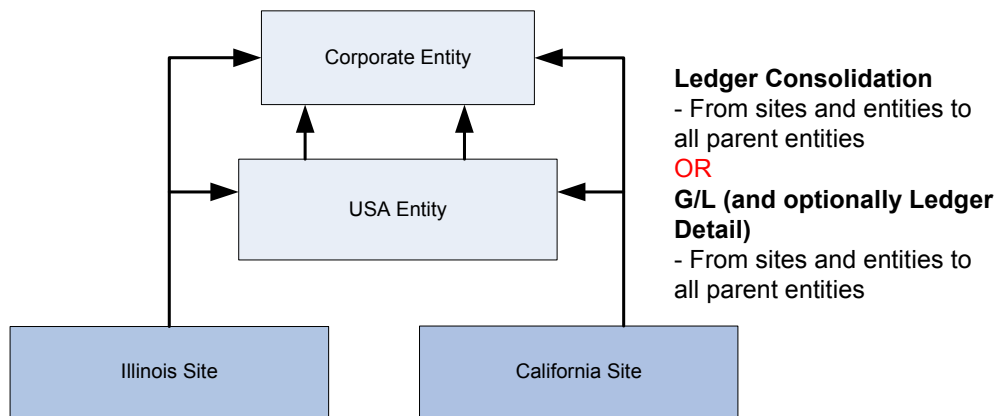 Corporate Entity
USA Entity
Illinois Site
California Site
Ledger Consolidation
- From sites and entities to
all parent entities
OR
G/L (and optionally Ledger
Detail)
- From sites and entities to
all parent entities